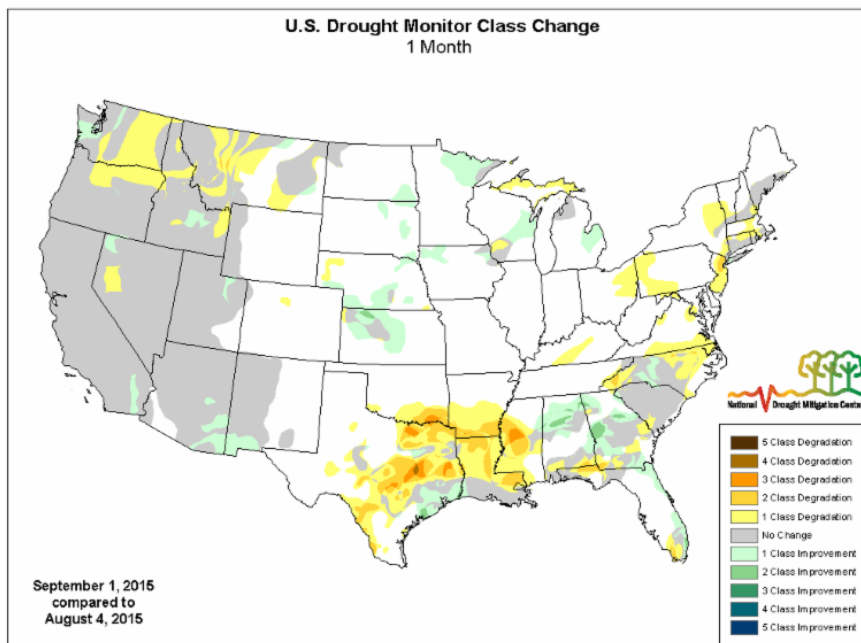 U.S. Drought Monitor Class Change
1 Month
National Drought Mitigation Cente
5 Class Degradation
4 Class Degradation
3 Class Degradation
2 Class Degradation
1 Class Degradation
No Change
1 Class Improvement
2 Class Improvement
3 Class Improvement
4 Class Improvement
5 Class Improvement
September 1, 2015
compared to
August 4, 2015